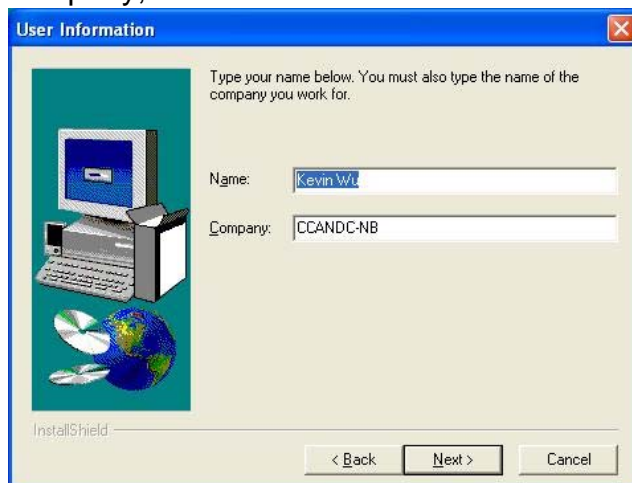 User Information
Type your name below. You must also type the name of the
company you work for.
Name: Kevin Wu
Company: CCANDC-NB
InstallShield
< Back Next > Cancel